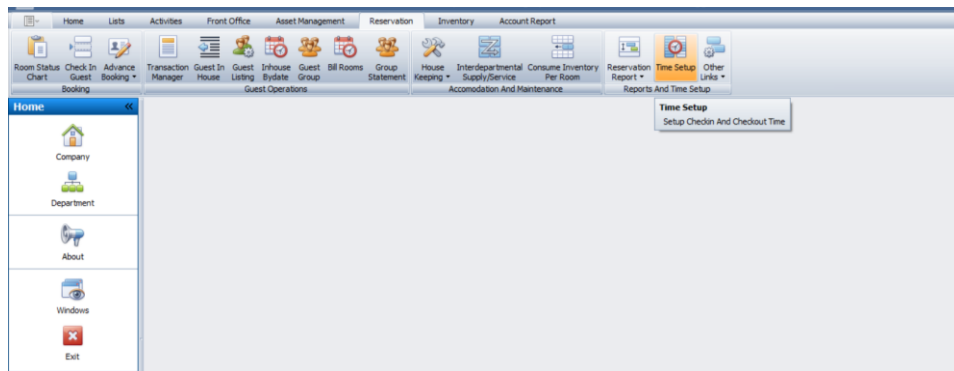 Home Lists Activities Front Office Asset Management Reservation Inventory Account Report
Room Status Chart
Check In Guest
Advance Booking
Transaction Manager
Guest In House
Guest Listing
Inhouse Bydate
Guest Group
Bill Rooms
Group Statement
House Keeping
Interdepartmental Supply/Service
Consume Inventory Per Room
Reservation Report
Time Setup
Other Links
Booking
Guest Operations
Accomodation And Maintenance
Reports And Time Setup
Home
Time Setup
Setup Checkin And Checkout Time
Company
Department
About
Windows
Exit